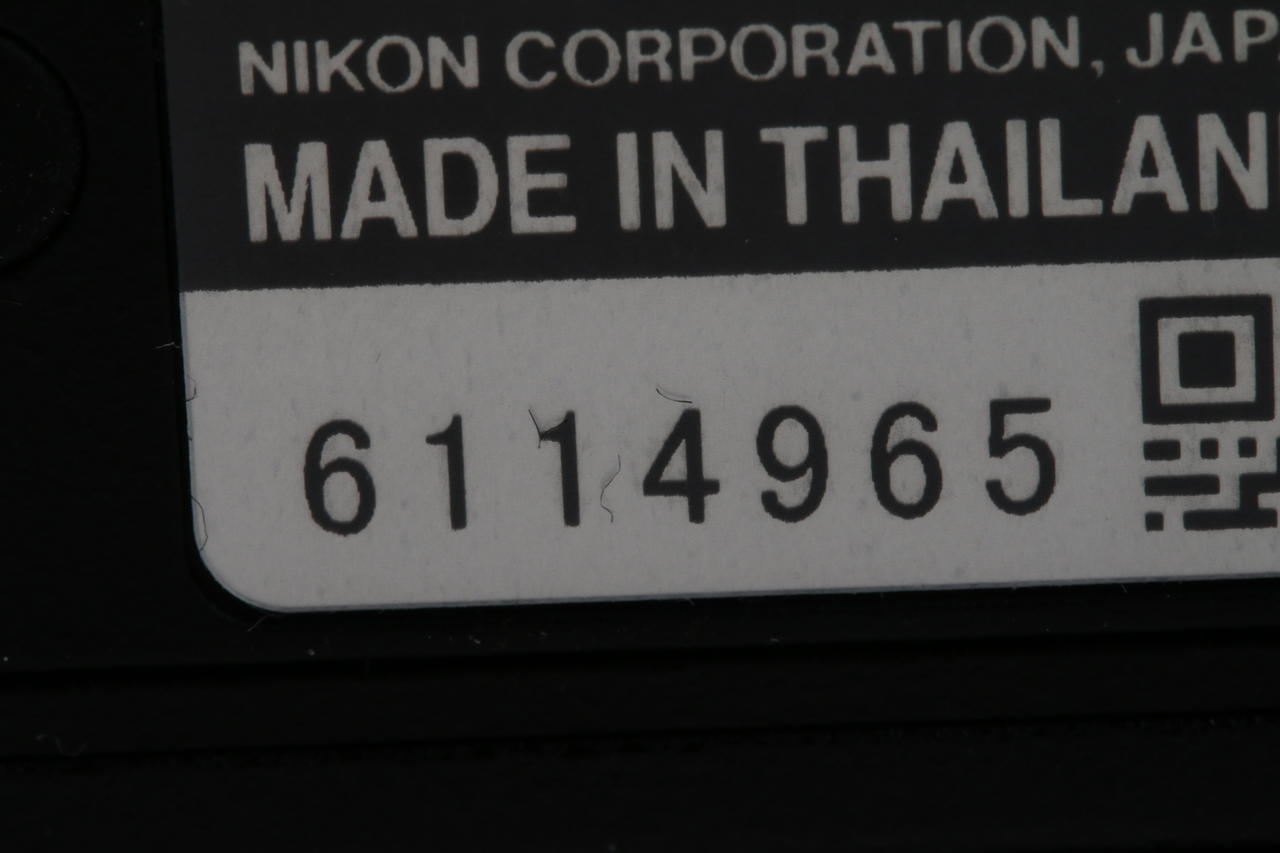 NIKON CORPORATION, JAP
MADE IN THAILAN
6114965